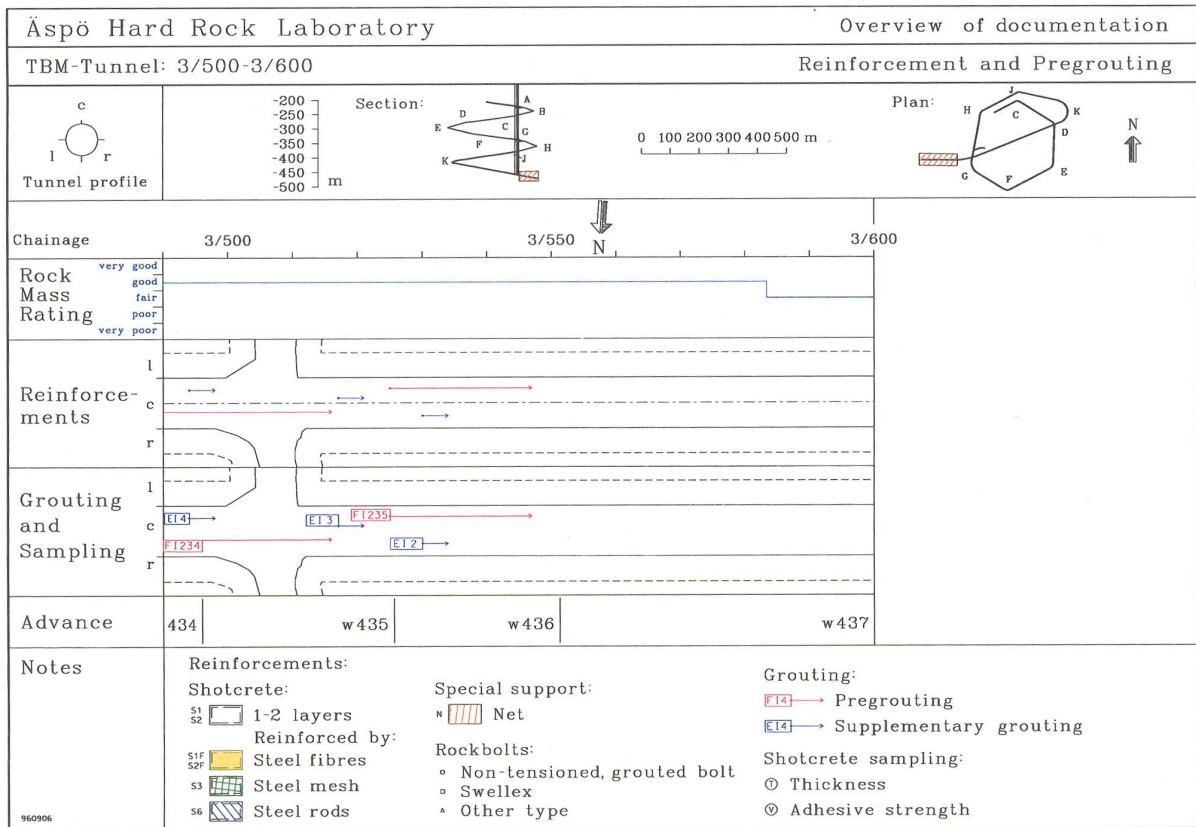 Äspö Hard Rock Laboratory
Overview of documentation
TBM-Tunnel: 3/500-3/600
Reinforcement and Pregrouting
c
l r
Tunnel profile
-200
-250
-300
-350
-400
-450
-500
m
Section:
A
B
D
C
E
G
F
H
J
K
0 100 200 300 400 500 m
Plan:
J
H
C
K
D
G
F
E
N
Chainage
3/500
3/550
3/600
N
Rock
Mass
Rating
very good
good
fair
poor
very poor
Reinforce-
ments
l
c
r
Grouting
and
Sampling
l
c
r
EI4
EI3
FI235
FI234
EI2
Advance
434
w435
w436
w437
Notes
Reinforcements:
Shotcrete:
S1
S2
1-2 layers
Reinforced by:
S1F
S2F
Steel fibres
S3
Steel mesh
S6
Steel rods
Special support:
N
Net
Rockbolts:
Non-tensioned, grouted bolt
Swellex
Other type
Grouting:
FI4
Pregrouting
EI4
Supplementary grouting
Shotcrete sampling:
T Thickness
V Adhesive strength
960906